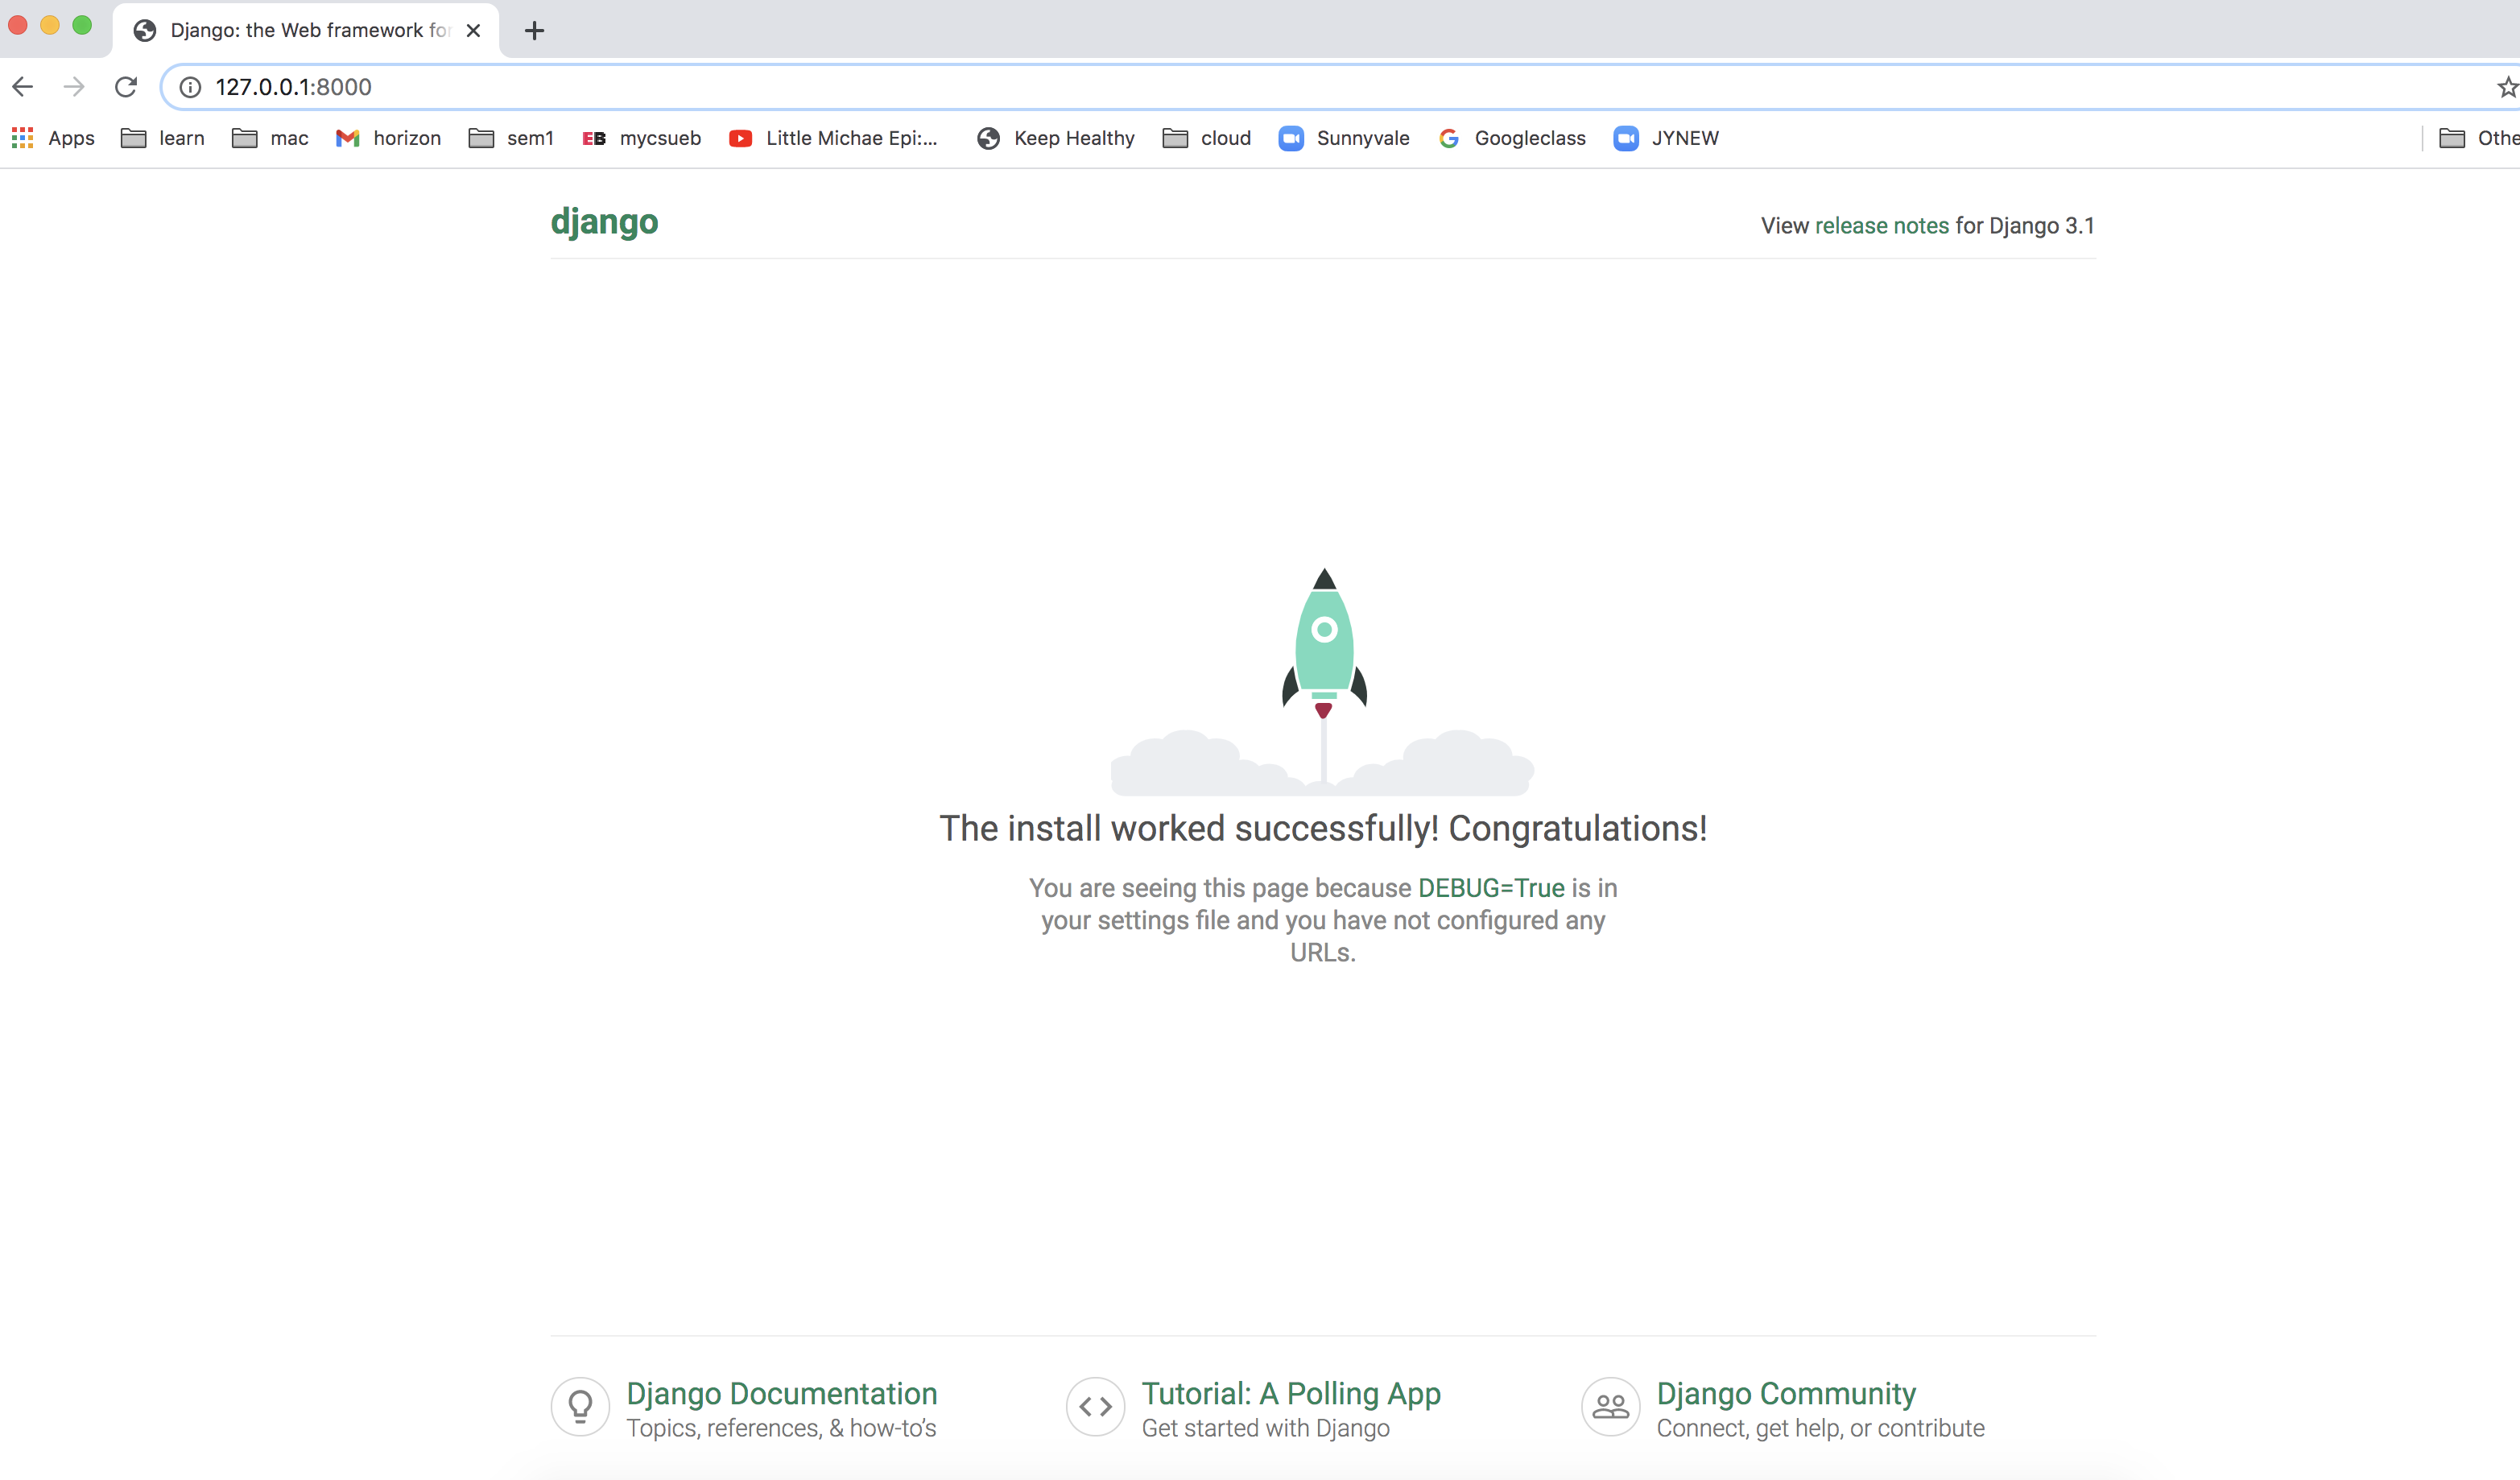 Django: the Web framework for
127.0.0.1:8000
Apps learn mac horizon sem1 EB mycsueb Little Michae Epi:... Keep Healthy cloud Sunnyvale Googleclass JYNEW Othe
django
View release notes for Django 3.1
The install worked successfully! Congratulations!
You are seeing this page because DEBUG=True is in
your settings file and you have not configured any
URLs.
Django Documentation
Topics, references, & how-to’s
Tutorial: A Polling App
Get started with Django
Django Community
Connect, get help, or contribute